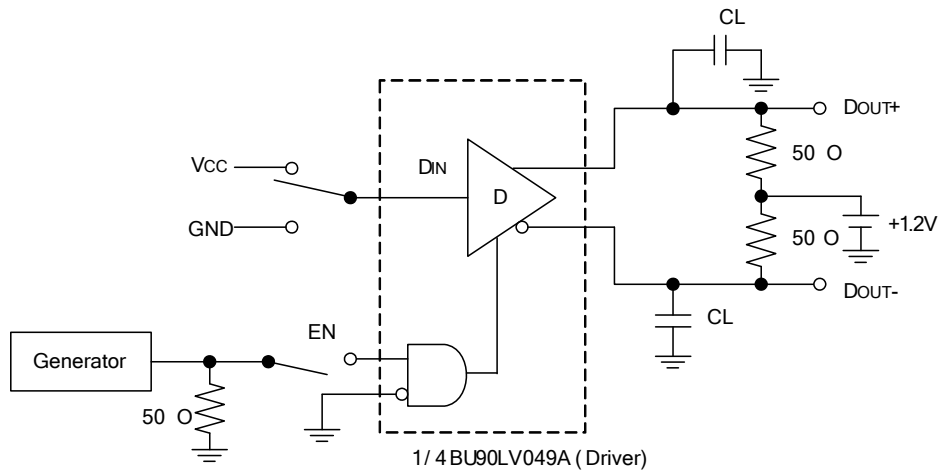 CL
DOUT+
50 O
VCC
DIN
D
GND
50 O
+1.2V
DOUT-
EN
CL
Generator
50 O
1/4 BU90LV049A (Driver)